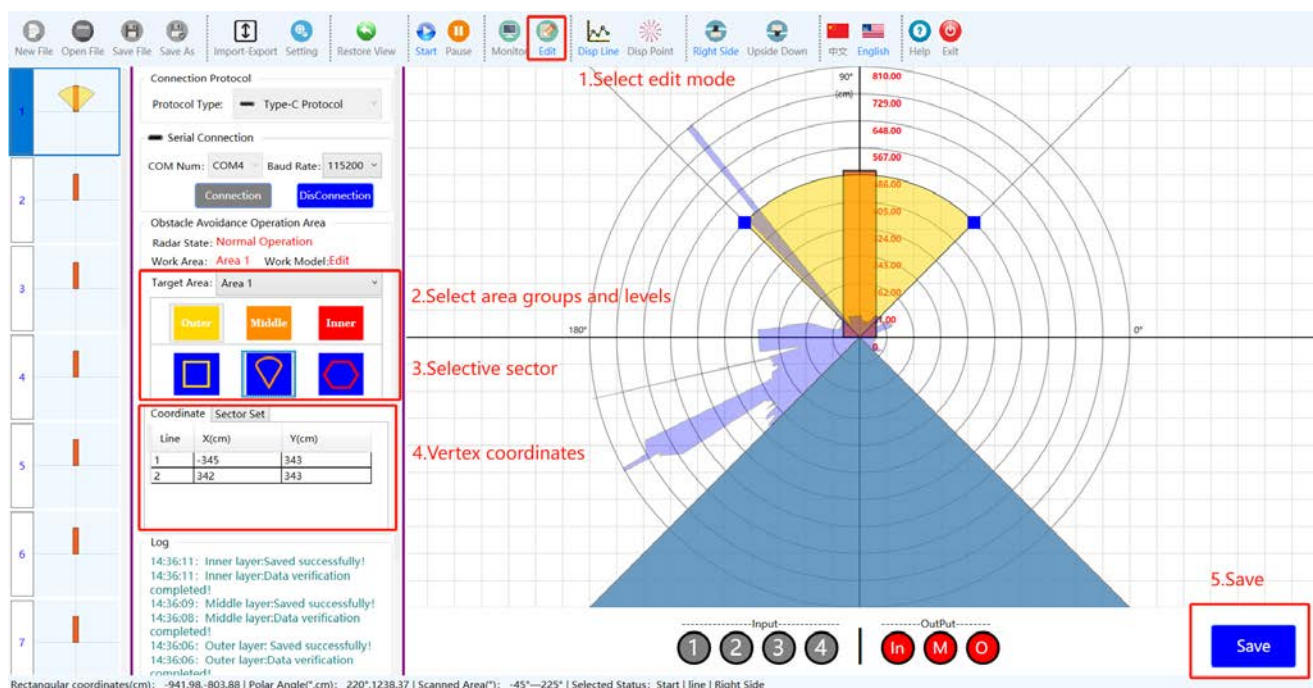 New File Open File Save File Save As Import-Export Setting Restore View Start Pause Monitor Edit Disp Line Disp Point Right Side Upside Down 中文 English Help Exit
1.Select edit mode
1
2
3
4
5
6
7
Connection Protocol
Protocol Type: Type-C Protocol
Serial Connection
COM Num: COM4 Baud Rate: 115200
Connection DisConnection
Obstacle Avoidance Operation Area
Radar State: Normal Operation
Work Area: Area 1 Work Model:Edit
Target Area: Area 1
Outer Middle Inner
2.Select area groups and levels
3.Selective sector
4.Vertex coordinates
Coordinate Sector Set
Line X(cm) Y(cm)
1 -345 343
2 342 343
Log
14:36:11: Inner layer:Saved successfully!
14:36:11: Inner layer:Data verification
completed!
14:36:09: Middle layer:Saved successfully!
14:36:08: Middle layer:Data verification
completed!
14:36:06: Outer layer: Saved successfully!
14:36:06: Outer layer:Data verification
completed!
90° 810.00
(cm)
729.00
648.00
567.00
180° 0°
0
Input OutPut
1 2 3 4 In M O
5.Save
Save
Rectangular coordinates(cm): -941.98,-803.88 | Polar Angle(°,cm): 220°,1238.37 | Scanned Area(°): -45°—225° | Selected Status: Start | line | Right Side